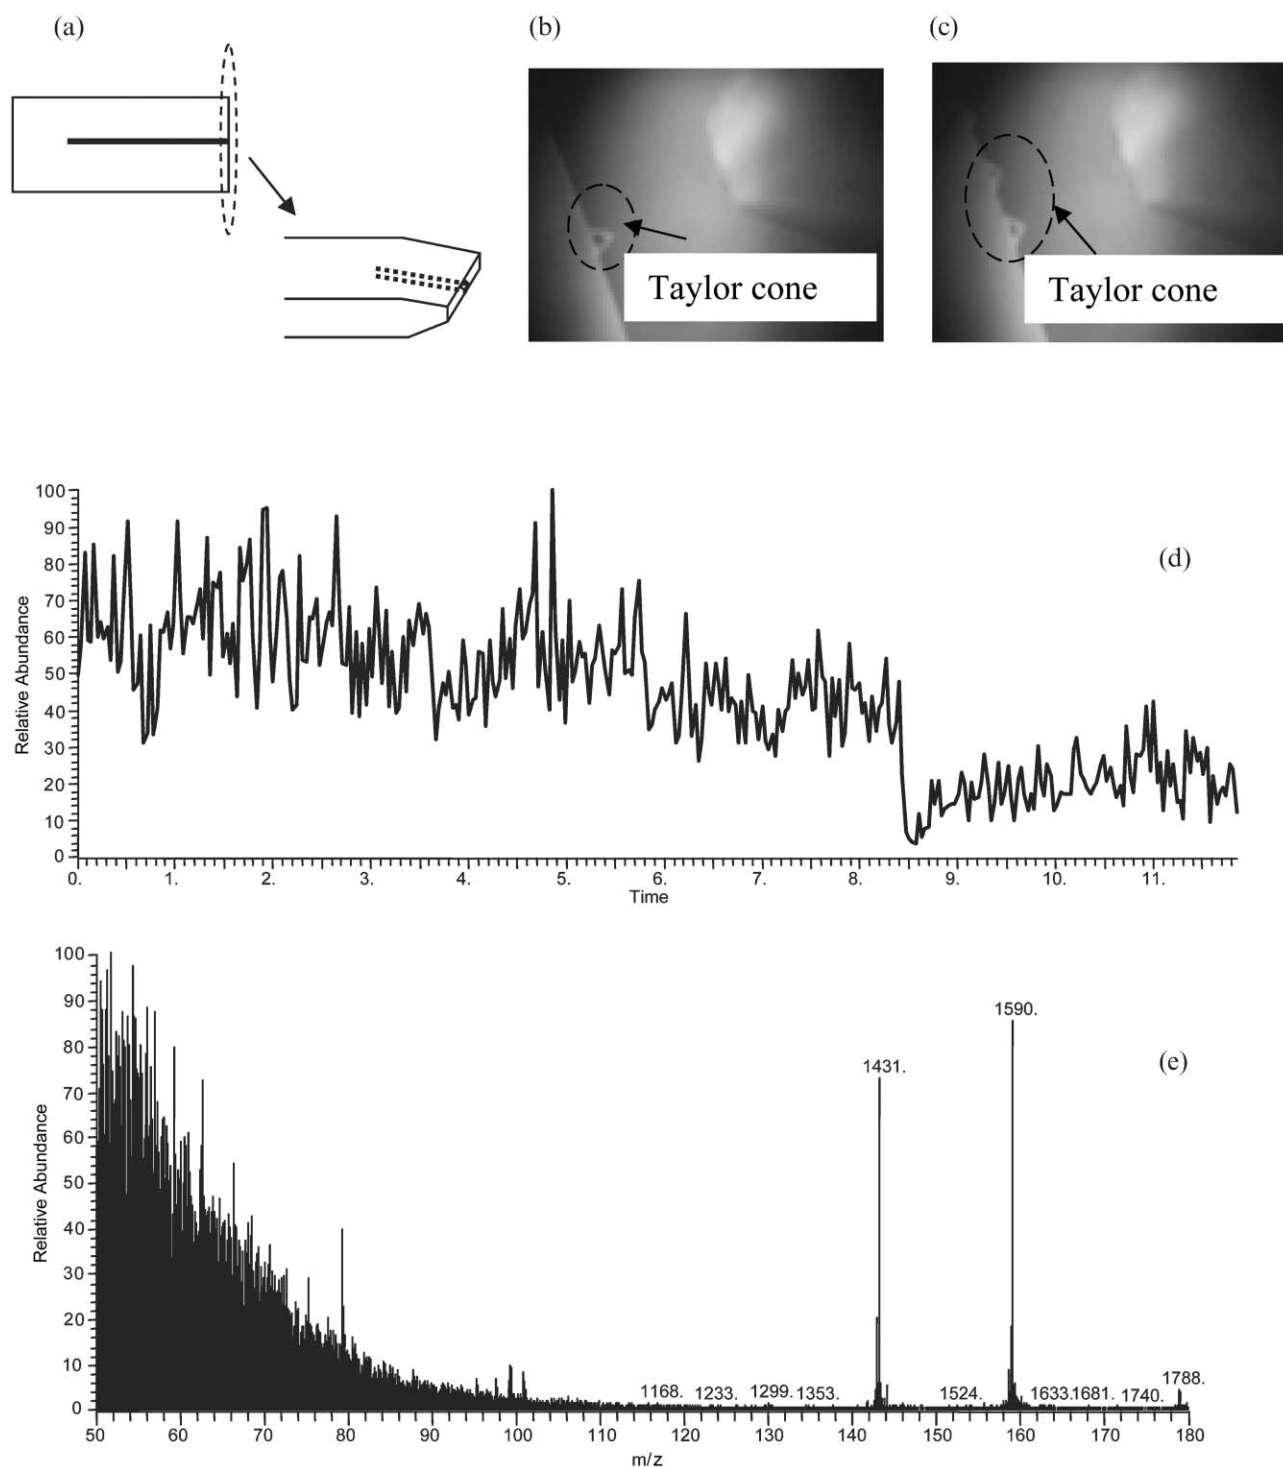 (a)
(b)
(c)
Taylor cone
Taylor cone
100
90
80
70
60
50
40
30
20
10
0
Relative Abundance
(d)
0. 1. 2. 3. 4. 5. 6. 7. 8. 9. 10. 11.
Time
100
90
80
70
60
50
40
30
20
10
0
Relative Abundance
1590.
1431.
(e)
1168. 1233. 1299. 1353. 1524. 1633. 1681. 1740. 1788.
50 60 70 80 90 100 110 120 130 140 150 160 170 180
m/z